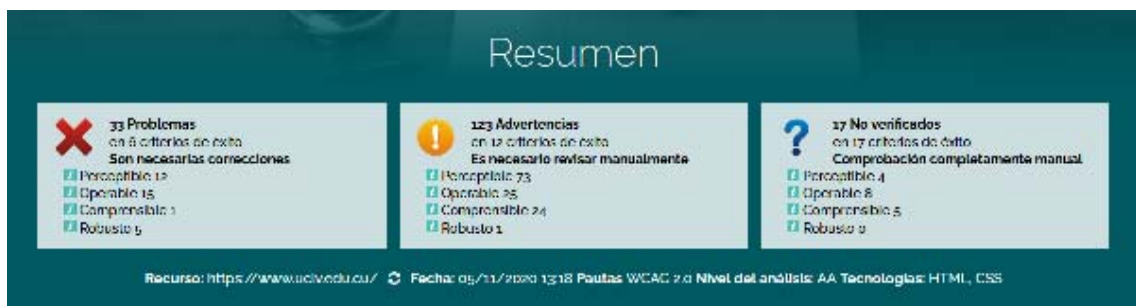 Resumen
33 Problemas
en 6 criterios de éxito
Son necesarias correcciones
Perceptible 12
Operable 15
Comprensible 1
Robusto 5
123 Advertencias
en 12 criterios de éxito
Es necesario revisar manualmente
Perceptible 73
Operable 25
Comprensible 24
Robusto 1
17 No verificados
en 17 criterios de éxito
Comprobación completamente manual
Perceptible 4
Operable 8
Comprensible 5
Robusto 0
Recurso: https://www.uclv.edu.cu/ Fecha: 05/11/2020 13:18 Pautas WCAG 2.0 Nivel del análisis: AA Tecnologías: HTML, CSS